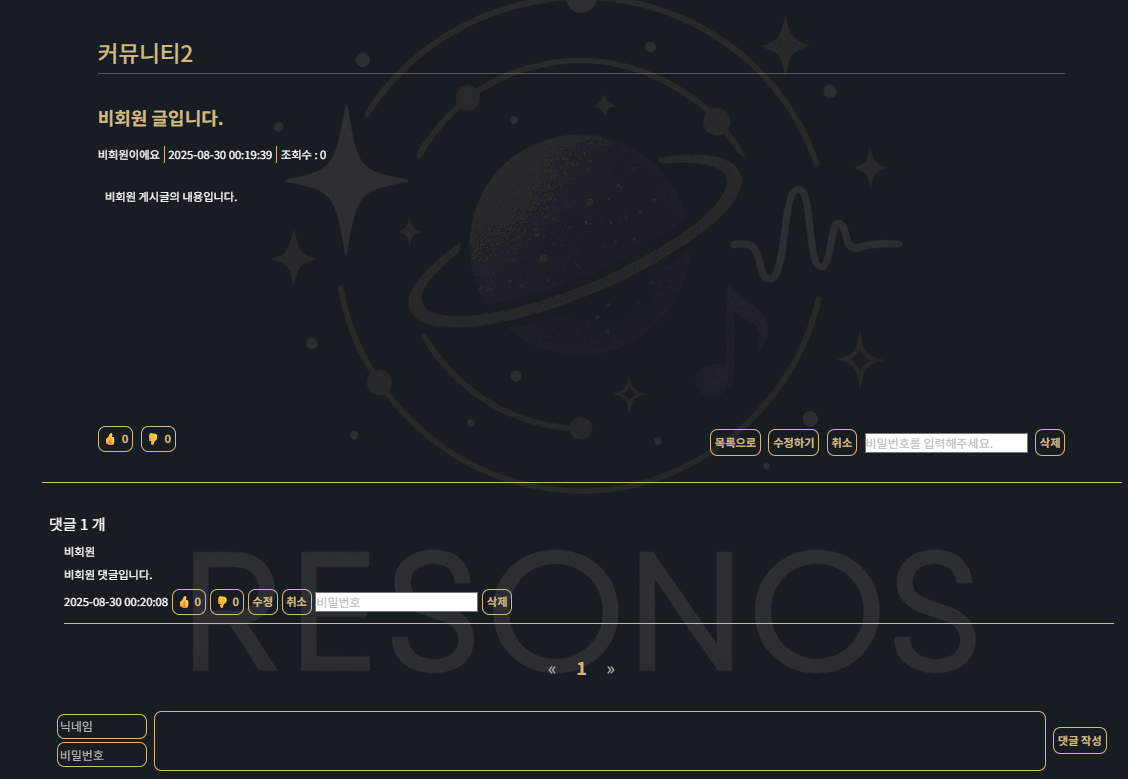 커뮤니티2
비회원 글입니다.
비회원이에요 2025-08-30 00:19:39 조회수 : 0
비회원 게시글의 내용입니다.
👍 0 👎 0 목록으로 수정하기 취소 비밀번호를 입력해주세요. 삭제
댓글 1 개
비회원
비회원 댓글입니다.
2025-08-30 00:20:08 👍 0 👎 0 수정 취소 비밀번호 삭제
RESONOS
« 1 »
닉네임
비밀번호
댓글 작성